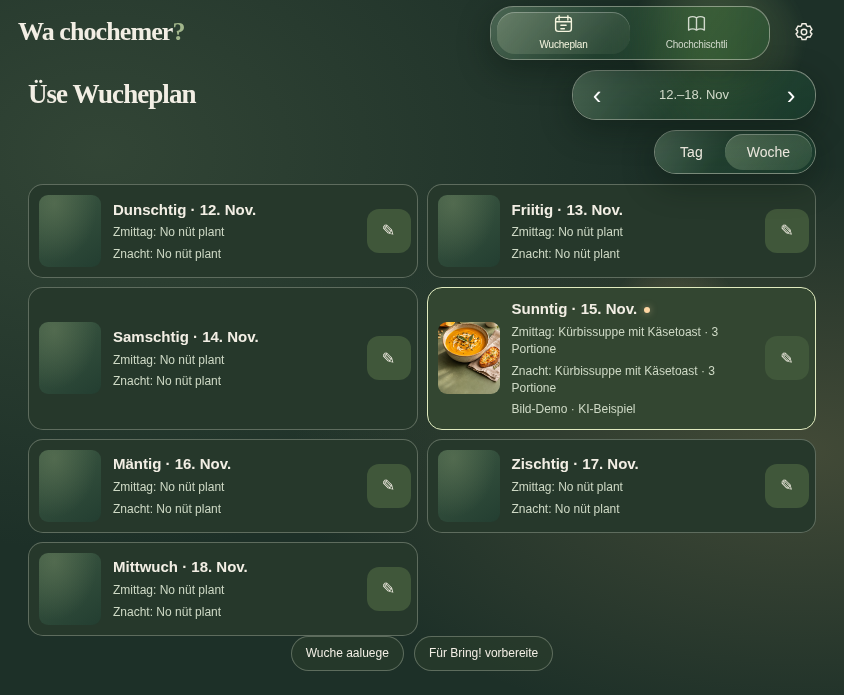 Wa chochemer?
Wucheplan
Chochchischtli
Üse Wucheplan
‹ 12.–18. Nov ›
Tag Woche
Dunschtig · 12. Nov.
Zmittag: No nüt plant
Znacht: No nüt plant
✎
Friitig · 13. Nov.
Zmittag: No nüt plant
Znacht: No nüt plant
✎
Samschtig · 14. Nov.
Zmittag: No nüt plant
Znacht: No nüt plant
✎
Sunntig · 15. Nov.
Zmittag: Kürbissuppe mit Käsetoast · 3
Portione
Znacht: Kürbissuppe mit Käsetoast · 3
Portione
Bild-Demo · KI-Beispiel
✎
Mäntig · 16. Nov.
Zmittag: No nüt plant
Znacht: No nüt plant
✎
Zischtig · 17. Nov.
Zmittag: No nüt plant
Znacht: No nüt plant
✎
Mittwuch · 18. Nov.
Zmittag: No nüt plant
Znacht: No nüt plant
✎
Wuche aaluege
Für Bring! vorbereite